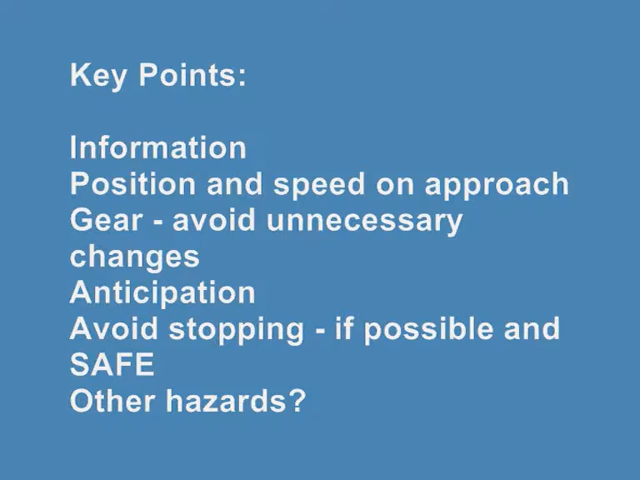 Key Points:
Information
Position and speed on approach
Gear - avoid unnecessary
changes
Anticipation
Avoid stopping - if possible and
SAFE
Other hazards?